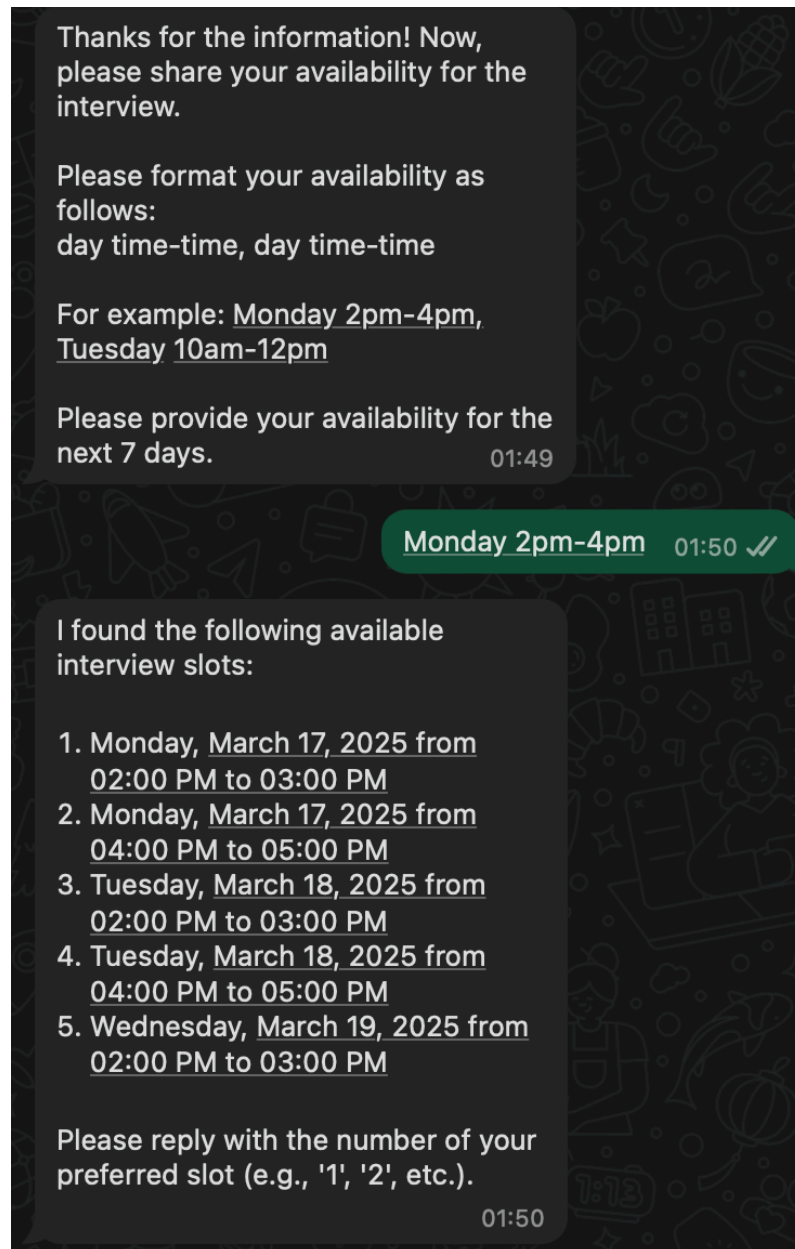 Thanks for the information! Now,
please share your availability for the
interview.
Please format your availability as
follows:
day time-time, day time-time
For example: Monday 2pm-4pm,
Tuesday 10am-12pm
Please provide your availability for the
next 7 days.
01:49
Monday 2pm-4pm 01:50
I found the following available
interview slots:
1. Monday, March 17, 2025 from
02:00 PM to 03:00 PM
2. Monday, March 17, 2025 from
04:00 PM to 05:00 PM
3. Tuesday, March 18, 2025 from
02:00 PM to 03:00 PM
4. Tuesday, March 18, 2025 from
04:00 PM to 05:00 PM
5. Wednesday, March 19, 2025 from
02:00 PM to 03:00 PM
Please reply with the number of your
preferred slot (e.g., '1', '2', etc.).
01:50
1:13